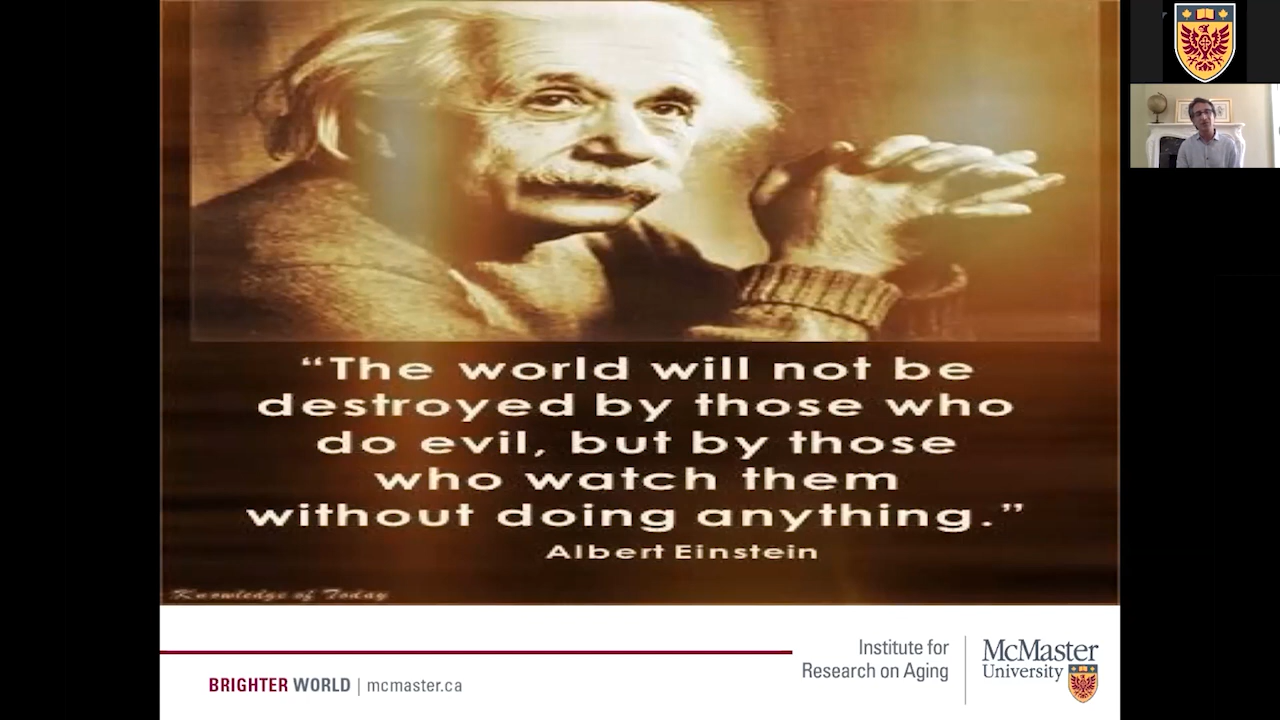 “The world will not be
destroyed by those who
do evil, but by those
who watch them
without doing anything.”
Albert Einstein
Knowledge of Today
Institute for
Research on Aging
McMaster
University
BRIGHTER WORLD | mcmaster.ca